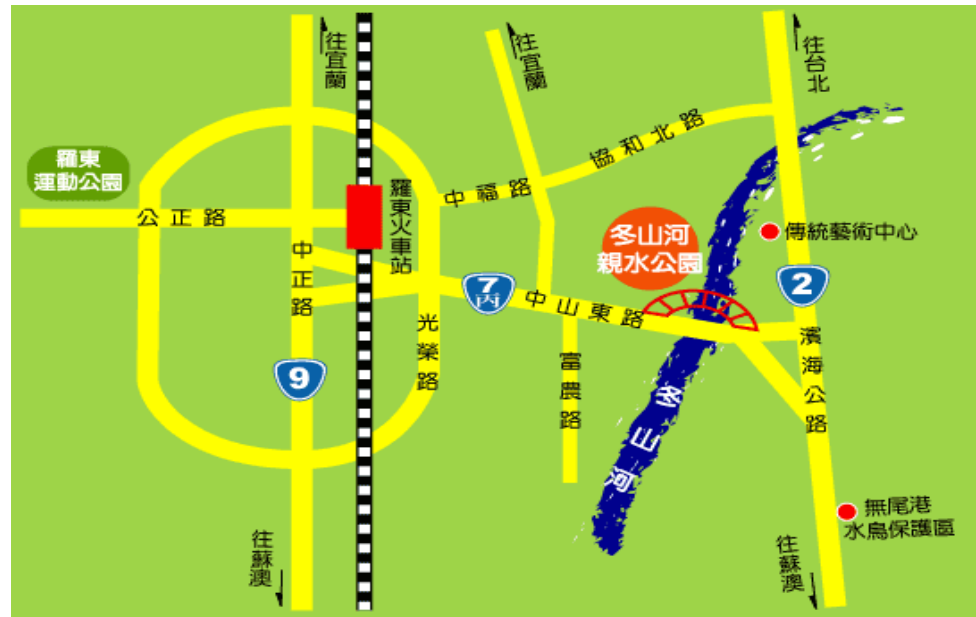 往宜蘭
往宜蘭
往台北
羅東
運動公園
協和北路
中福路
羅東火車站
公正路
冬山河
親水公園
傳統藝術中心
中正路
7
丙
2
中山東路
光榮路
濱海公路
富農路
9
冬山河
無尾港
水鳥保護區
往蘇澳
往蘇澳